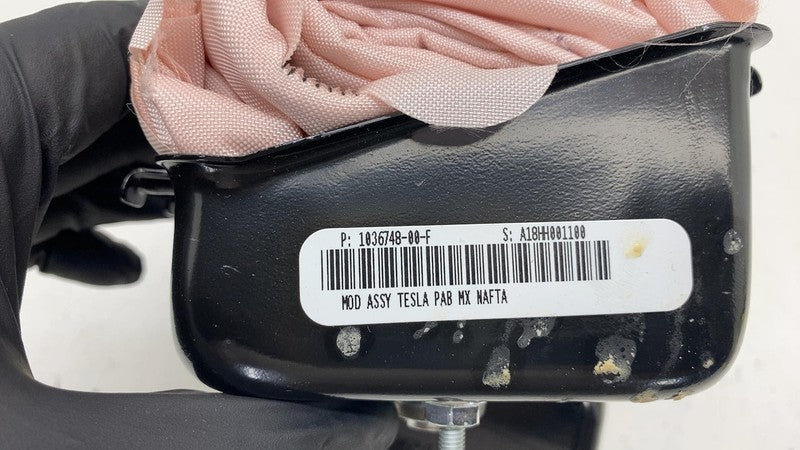 P: 1036748-00-F S: A18HH001100
MOD ASSY TESLA PAB MX NAFTA